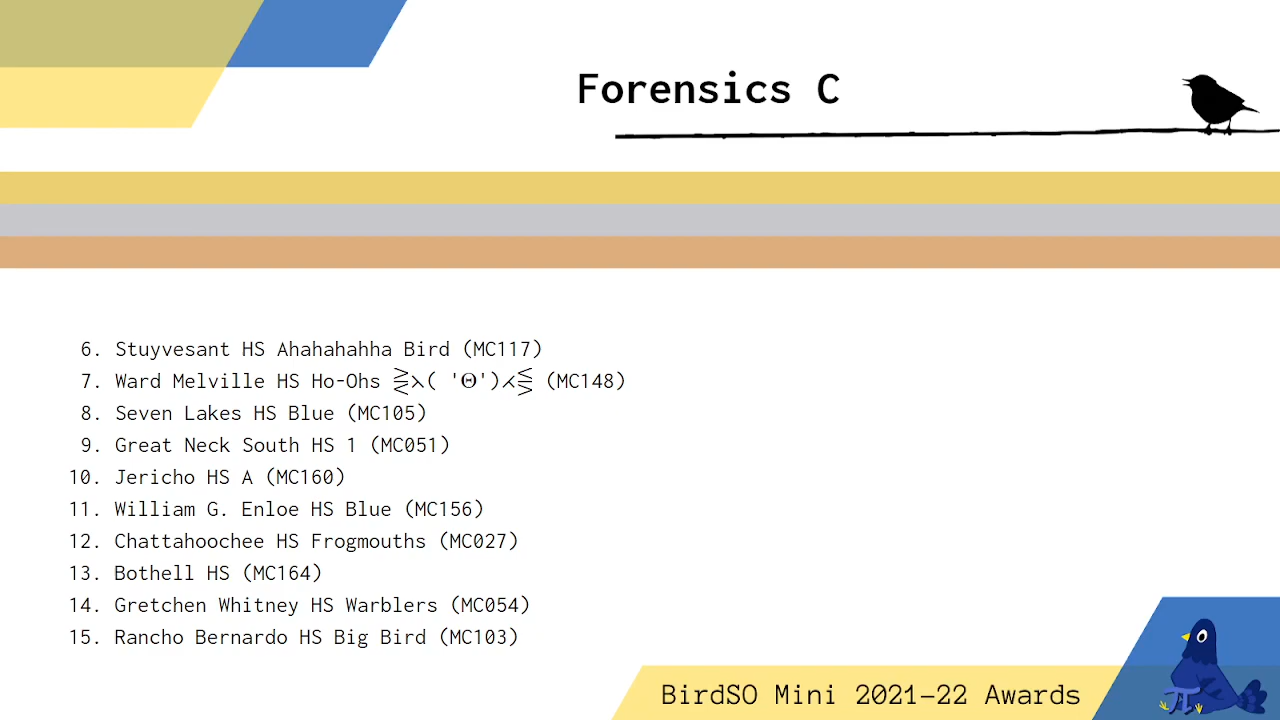 Forensics C
6. Stuyvesant HS Ahahahahha Bird (MC117)
7. Ward Melville HS Ho-Ohs ⋛⋋( 'Θ')⋌⋚ (MC148)
8. Seven Lakes HS Blue (MC105)
9. Great Neck South HS 1 (MC051)
10. Jericho HS A (MC160)
11. William G. Enloe HS Blue (MC156)
12. Chattahoochee HS Frogmouths (MC027)
13. Bothell HS (MC164)
14. Gretchen Whitney HS Warblers (MC054)
15. Rancho Bernardo HS Big Bird (MC103)
BirdSO Mini 2021–22 Awards